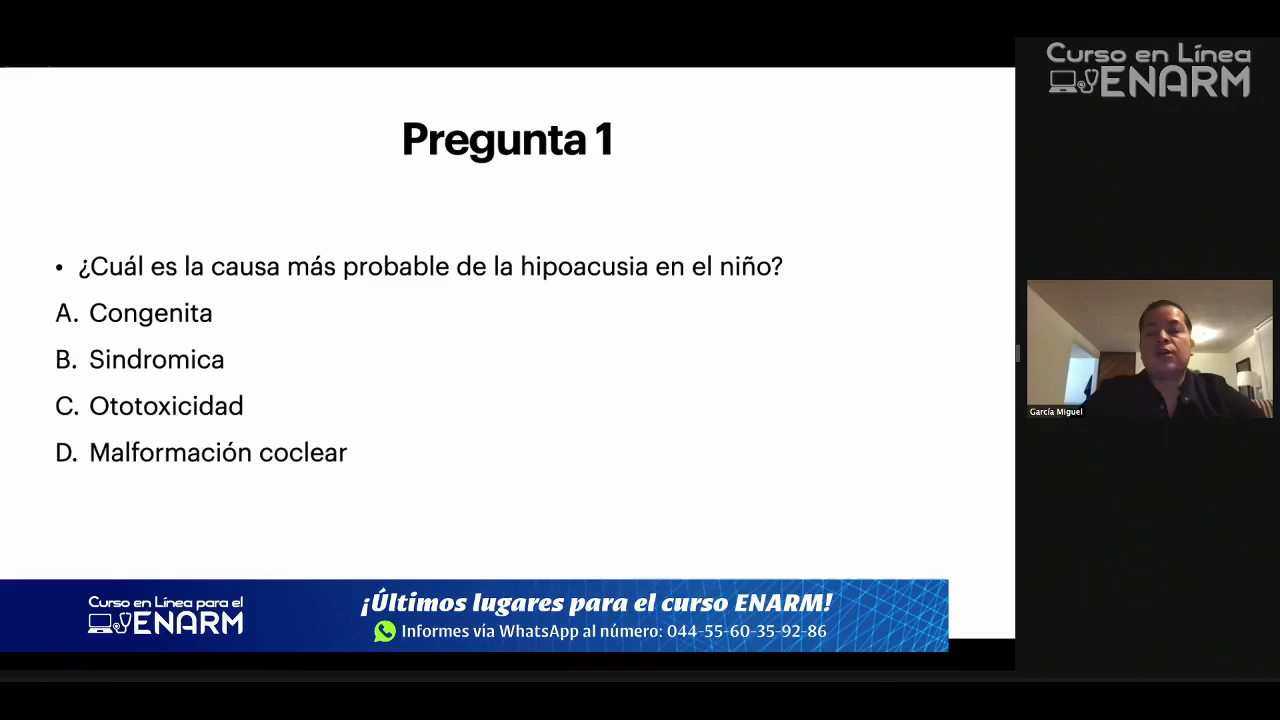 Curso en Línea
ENARM
Pregunta 1
• ¿Cuál es la causa más probable de la hipoacusia en el niño?
A. Congenita
B. Sindromica
C. Ototoxicidad
D. Malformación coclear
García Miguel
Curso en Línea para el
ENARM
¡Últimos lugares para el curso ENARM!
Informes vía WhatsApp al número: 044-55-60-35-92-86